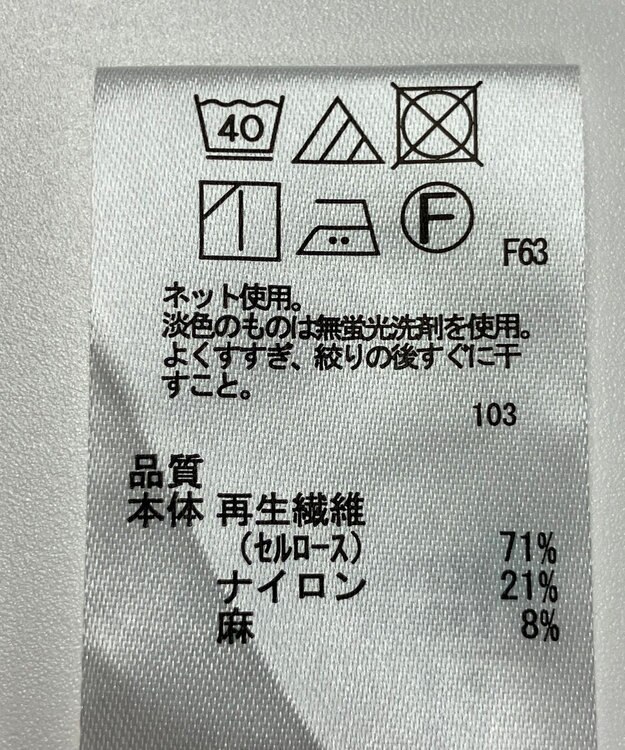 40
F
F63
ネット使用。
淡色のものは無蛍光洗剤を使用。
よくすすぎ、絞りの後すぐに干
すこと。
103
品質
本体 再生繊維
(セルロース) 71%
ナイロン 21%
麻 8%